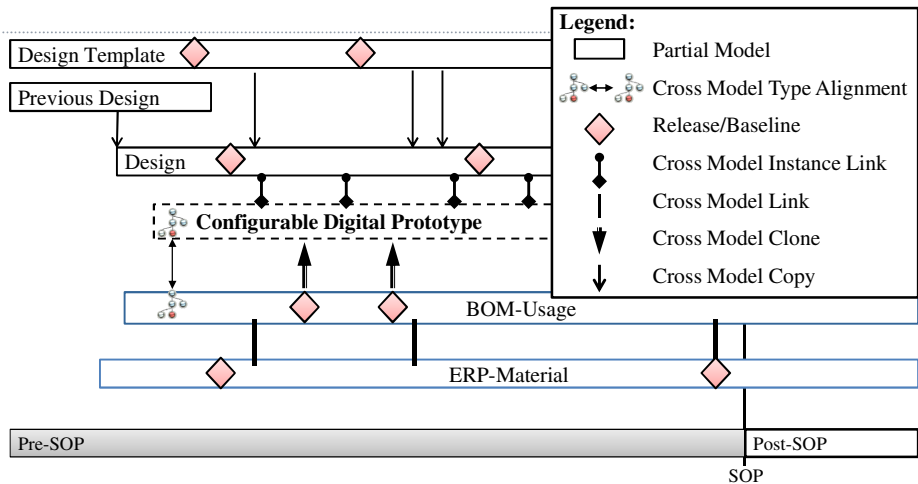 Legend:
Partial Model
Cross Model Type Alignment
Release/Baseline
Cross Model Instance Link
Cross Model Link
Cross Model Clone
Cross Model Copy
Design Template
Previous Design
Design
Configurable Digital Prototype
BOM-Usage
ERP-Material
Pre-SOP
Post-SOP
SOP